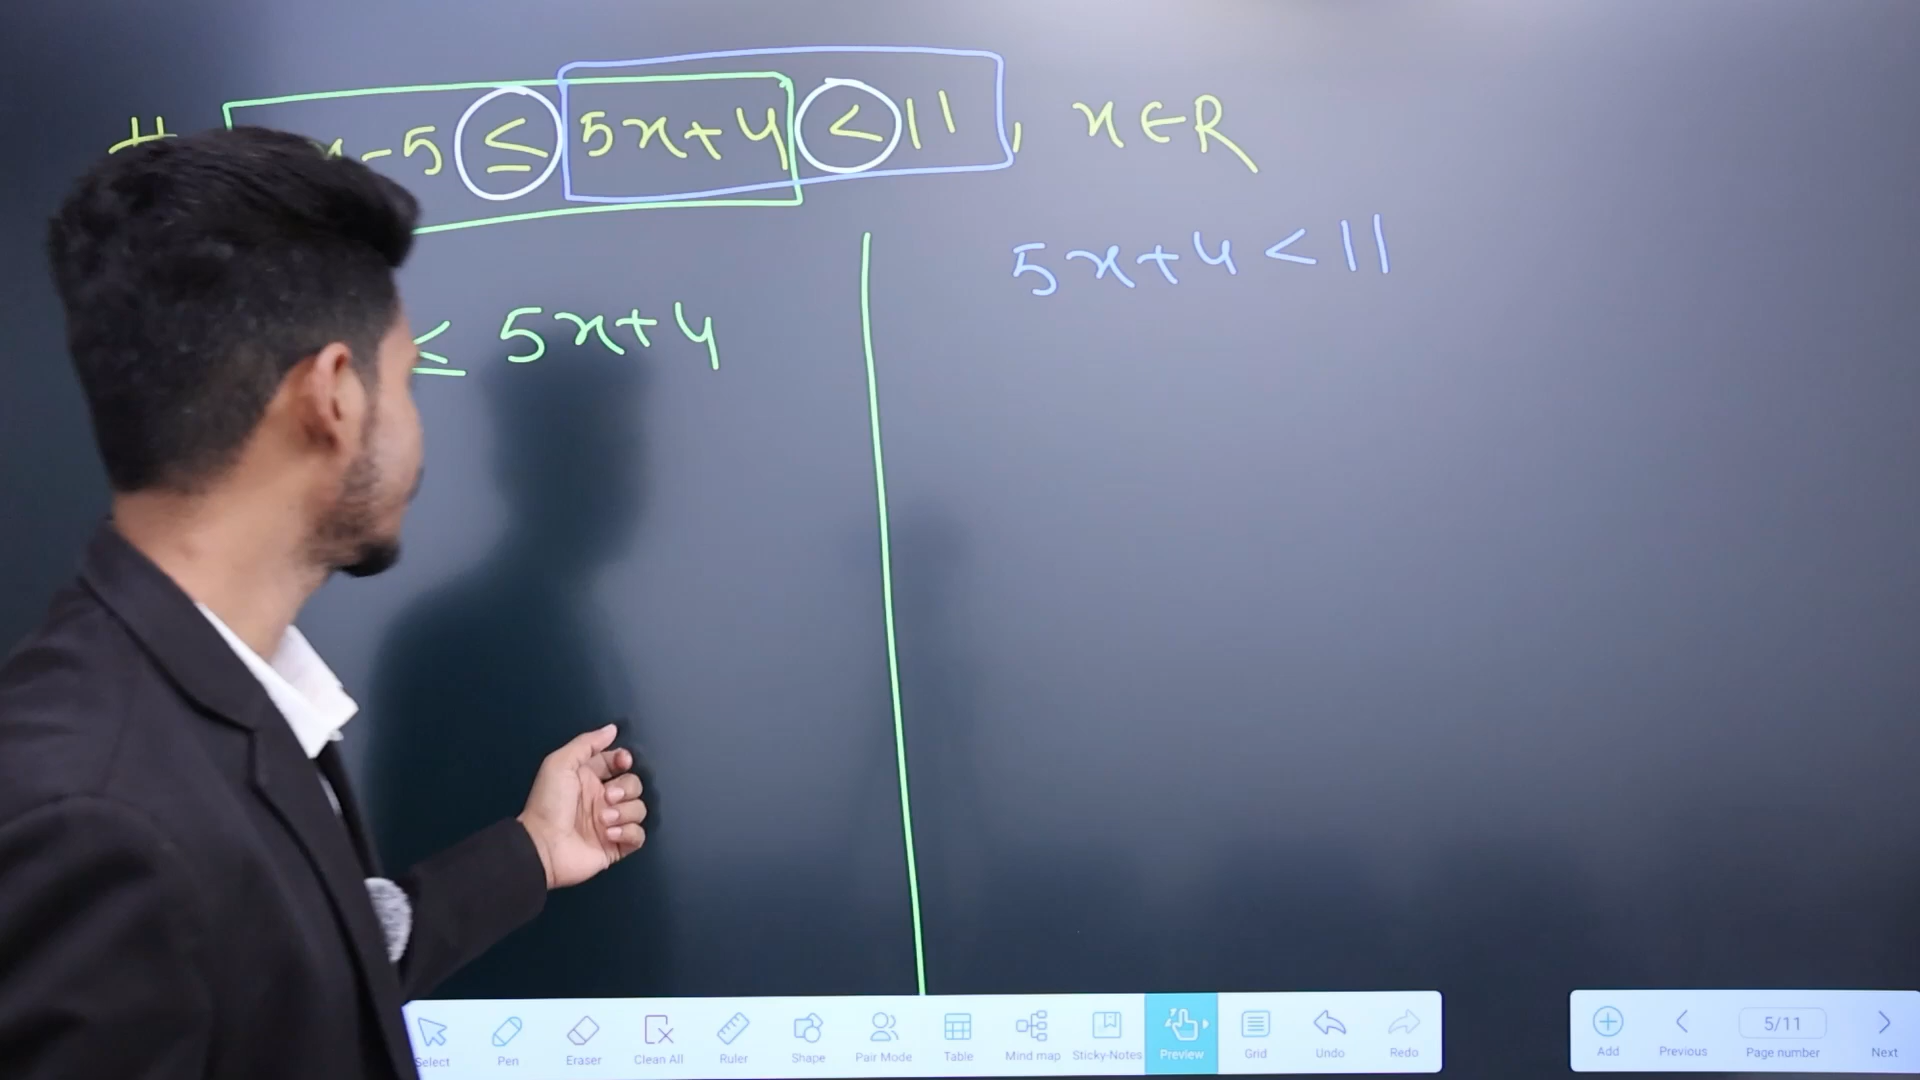 x-5 ≤ 5x+4 < 11, x ∈ R
5x+4 < 11
≤ 5x+4
Select Pen Eraser Clean All Ruler Shape Pair Mode Table Mind map Sticky-Notes Preview Grid Undo Redo Add Previous 5/11 Page number Next